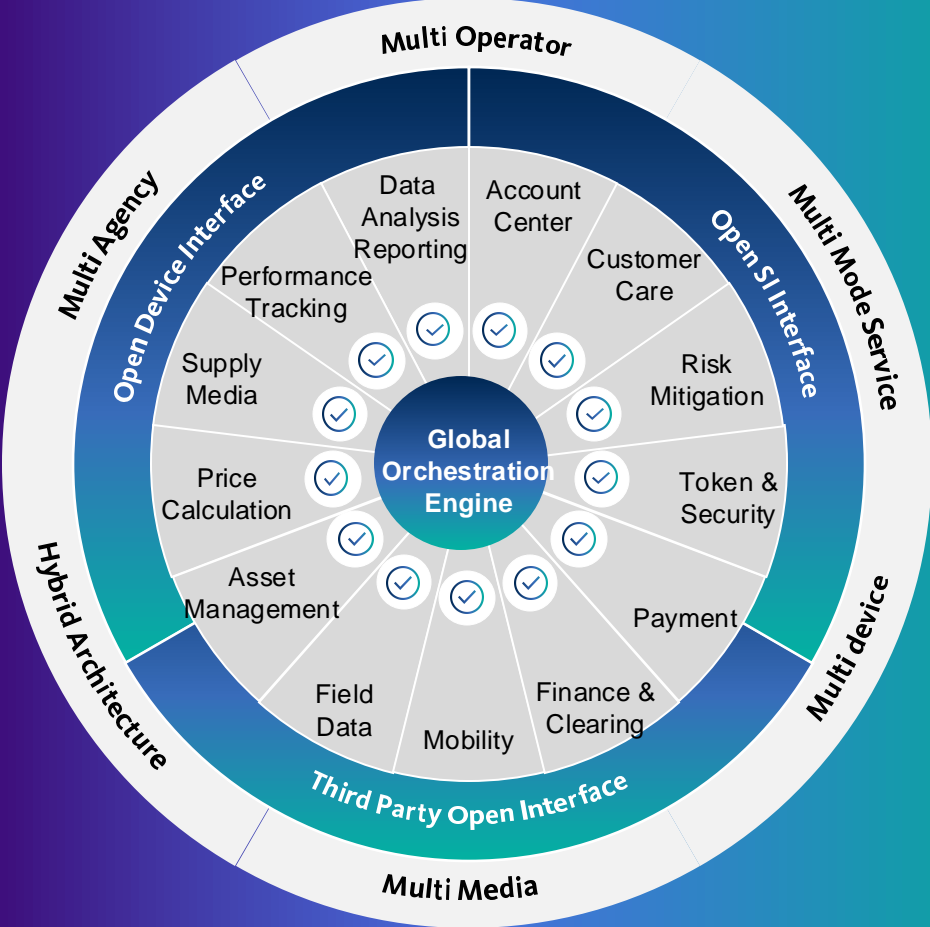 Multi Operator
Multi Mode Service
Multi device
Multi Media
Hybrid Architecture
Multi Agency
Open SI Interface
Third Party Open Interface
Open Device Interface
Account
Center
Customer
Care
Risk
Mitigation
Token &
Security
Payment
Finance &
Clearing
Mobility
Field
Data
Asset
Management
Price
Calculation
Supply
Media
Performance
Tracking
Data
Analysis
Reporting
Global
Orchestration
Engine